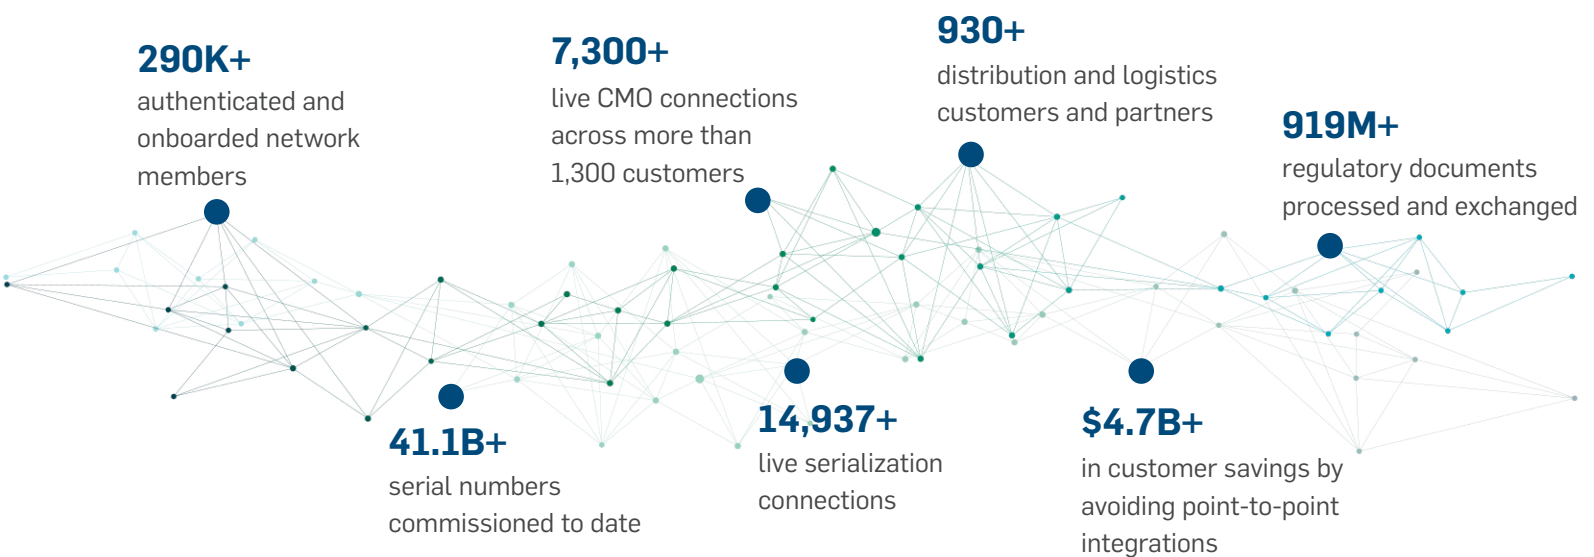 290K+
authenticated and
onboarded network
members
7,300+
live CMO connections
across more than
1,300 customers
930+
distribution and logistics
customers and partners
919M+
regulatory documents
processed and exchanged
41.1B+
serial numbers
commissioned to date
14,937+
live serialization
connections
$4.7B+
in customer savings by
avoiding point-to-point
integrations